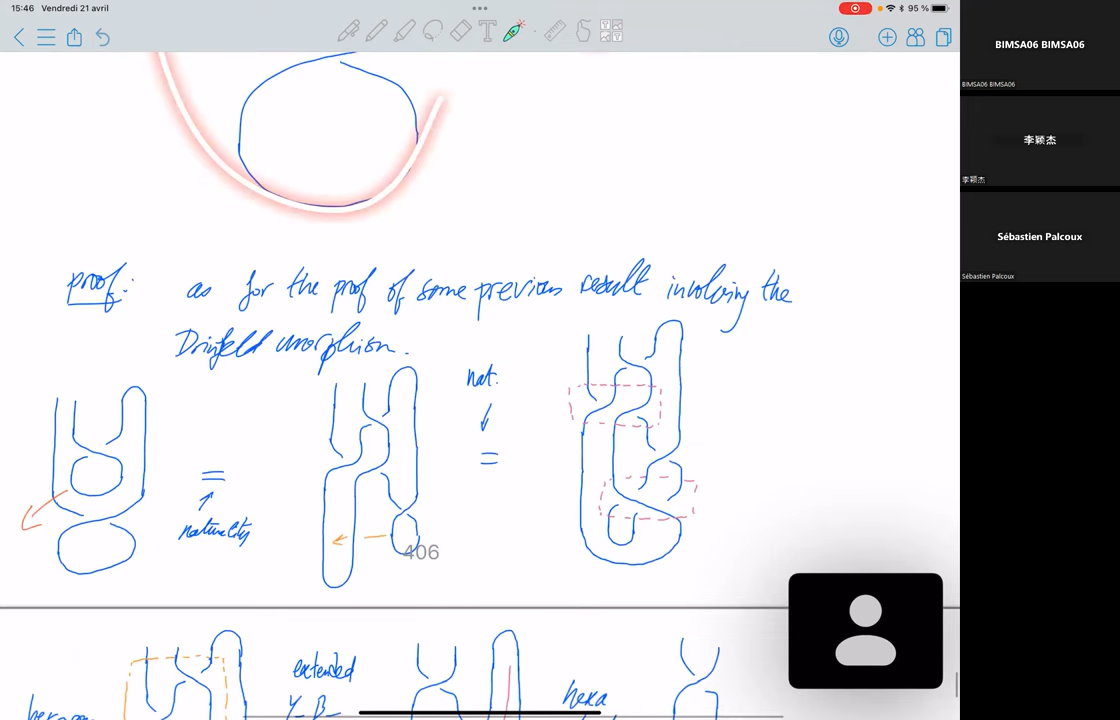 15:46 Vendredi 21 avril
95 %
BIMSA06 BIMSA06
BIMSA06 BIMSA06
李颖杰
李颖杰
Sébastien Palcoux
Sébastien Palcoux
proof: as for the proof of some previous result involving the
Drinfeld morphism.
nat.
=
=
naturality
406
extended
Y-B
hexa